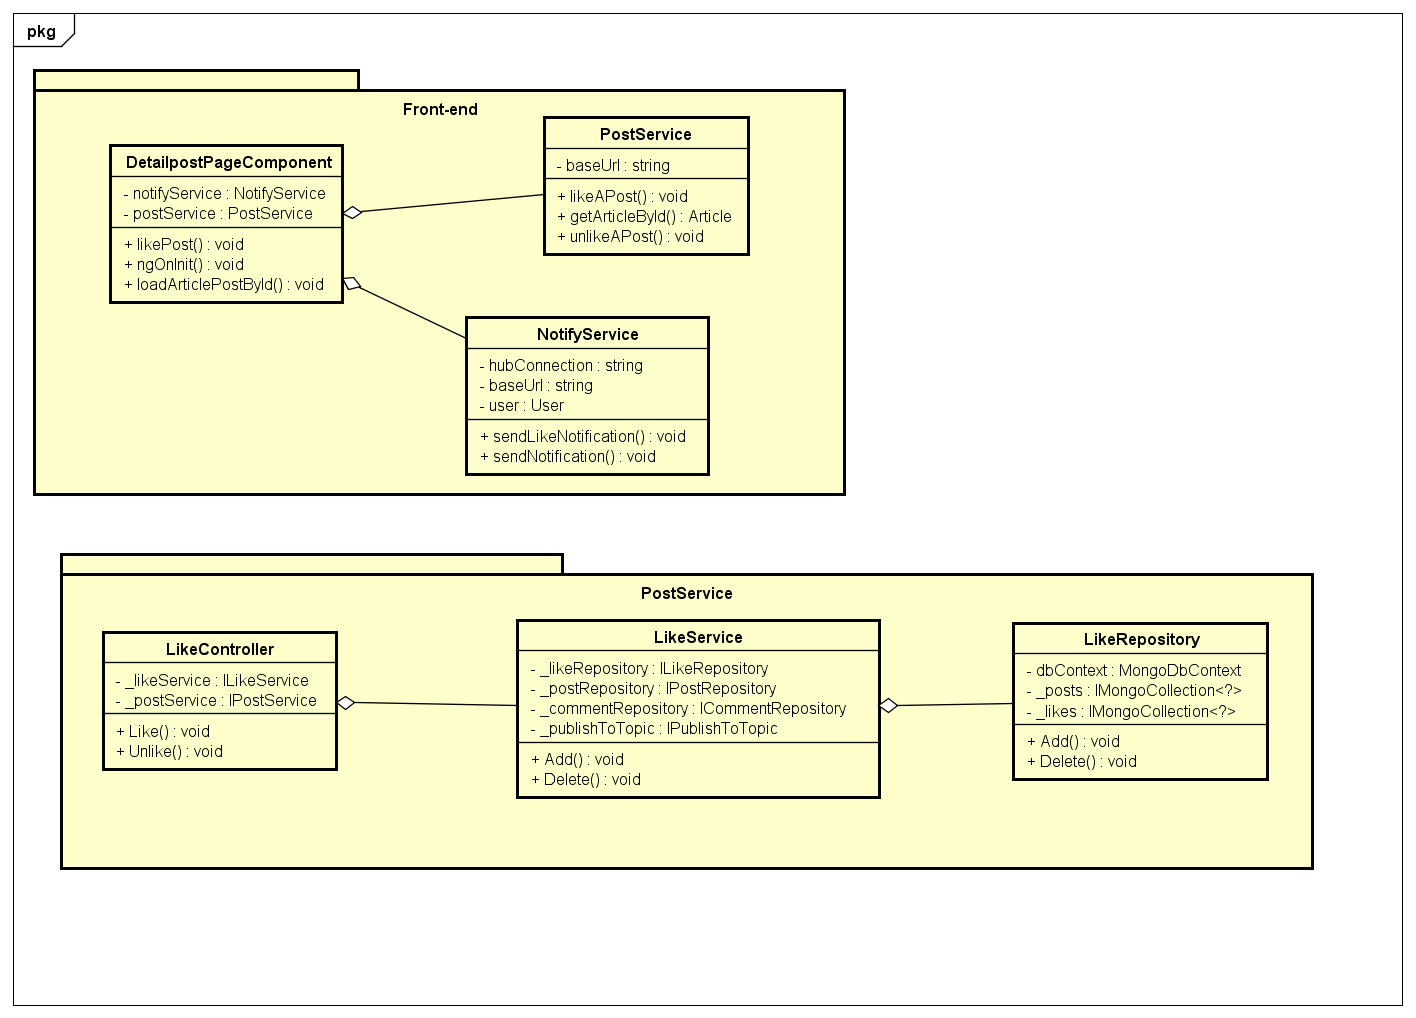 pkg
Front-end
DetailpostPageComponent
- notifyService : NotifyService
- postService : PostService
+ likePost() : void
+ ngOnInit() : void
+ loadArticlePostById() : void
PostService
- baseUrl : string
+ likeAPost() : void
+ getArticleById() : Article
+ unlikeAPost() : void
NotifyService
- hubConnection : string
- baseUrl : string
- user : User
+ sendLikeNotification() : void
+ sendNotification() : void
PostService
LikeController
- _likeService : ILikeService
- _postService : IPostService
+ Like() : void
+ Unlike() : void
LikeService
- _likeRepository : ILikeRepository
- _postRepository : IPostRepository
- _commentRepository : ICommentRepository
- _publishToTopic : IPublishToTopic
+ Add() : void
+ Delete() : void
LikeRepository
- dbContext : MongoDbContext
- _posts : IMongoCollection<?>
- _likes : IMongoCollection<?>
+ Add() : void
+ Delete() : void